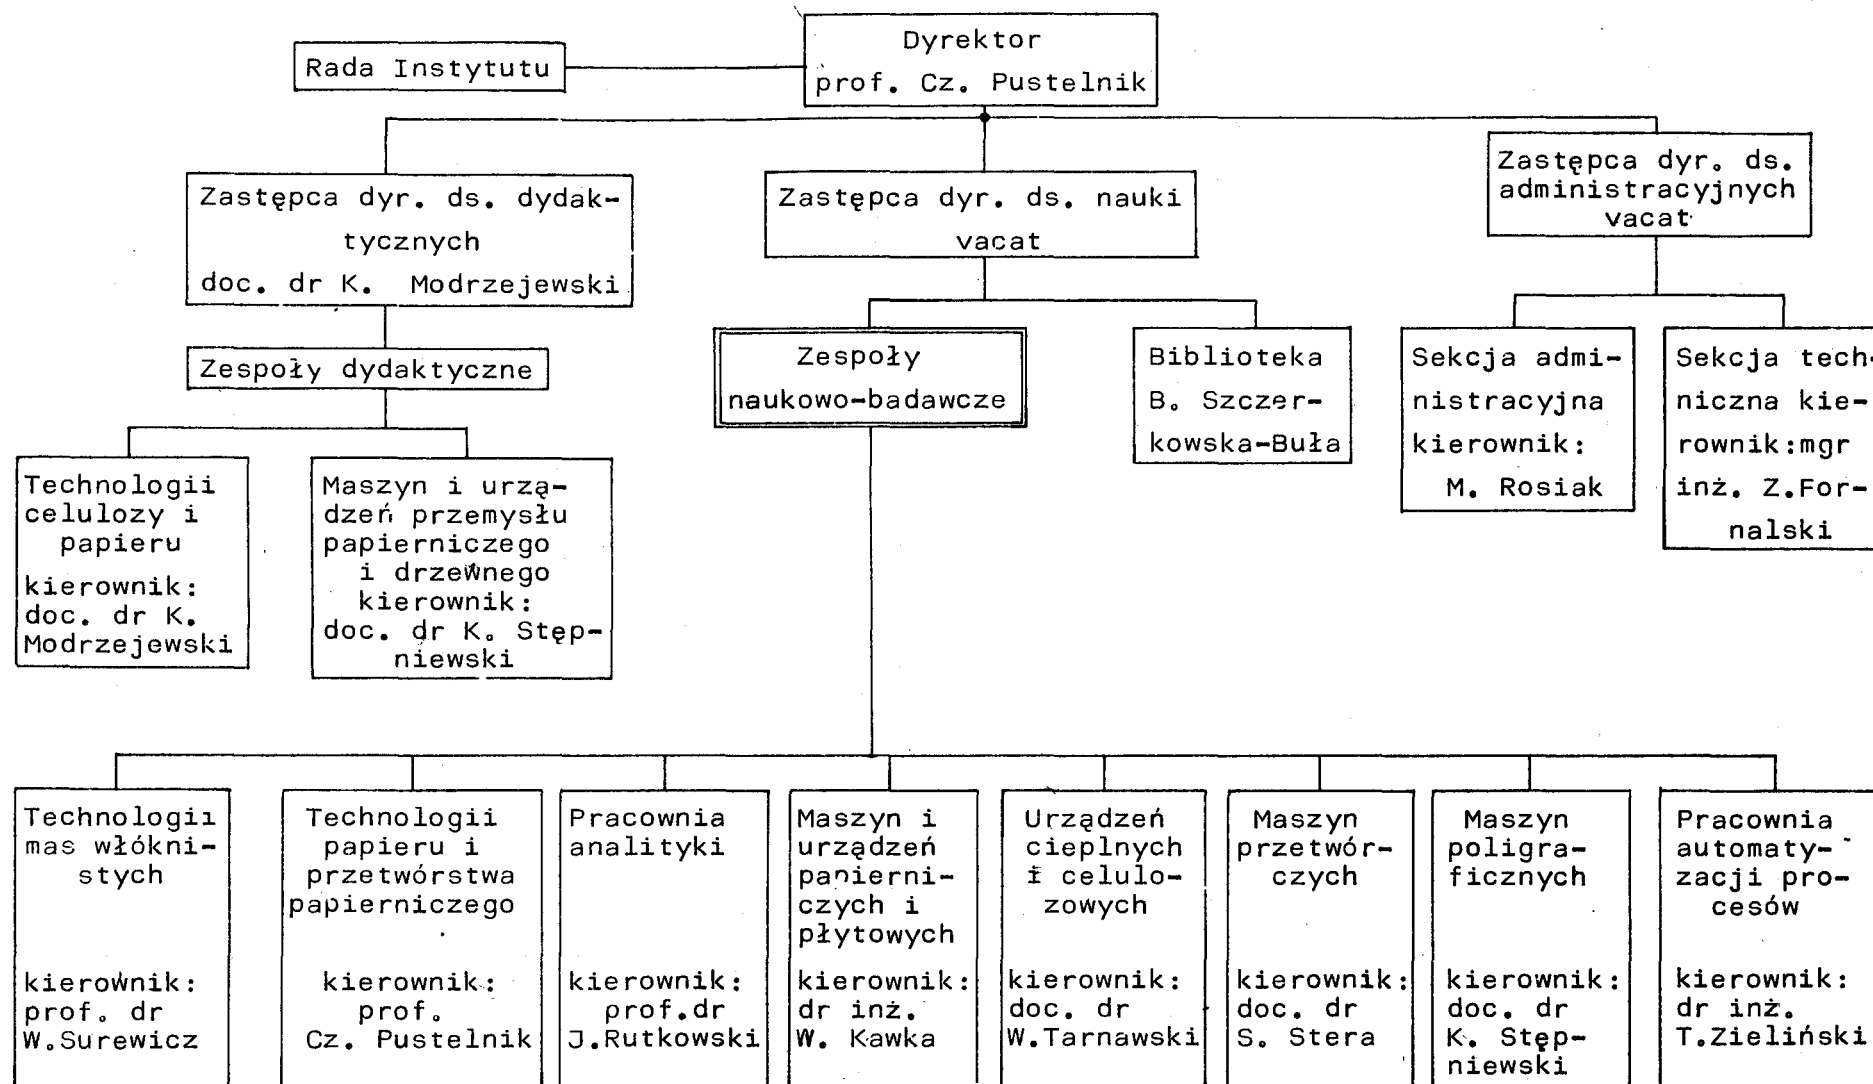 Rada Instytutu
Dyrektor
prof. Cz. Pustelnik
Zastępca dyr. ds. dydak-
tycznych
doc. dr K. Modrzejewski
Zastępca dyr. ds. nauki
vacat
Zastępca dyr. ds.
administracyjnych
vacat
Zespoły dydaktyczne
Zespoły
naukowo-badawcze
Biblioteka
B. Szczer-
kowska-Buła
Sekcja admi-
nistracyjna
kierownik:
M. Rosiak
Sekcja tech-
niczna kie-
rownik:mgr
inż. Z.For-
nalski
Technologii
celulozy i
papieru
kierownik:
doc. dr K.
Modrzejewski
Maszyn i urzą-
dzeń przemysłu
papierniczego
i drzewnego
kierownik:
doc. dr K. Stęp-
niewski
Technologii
mas włókni-
stych
kierownik:
prof. dr
W.Surewicz
Technologii
papieru i
przetwórstwa
papierniczego
kierownik:
prof.
Cz. Pustelnik
Pracownia
analityki
kierownik:
prof.dr
J.Rutkowski
Maszyn i
urządzeń
papierni-
czych i
płytowych
kierownik:
dr inż.
W. Kawka
Urządzeń
cieplnych
i celulo-
zowych
kierownik:
doc. dr
W.Tarnawski
Maszyn
przetwór-
czych
kierownik:
doc. dr
S. Stera
Maszyn
poligra-
ficznych
kierownik:
doc. dr
K. Stęp-
niewski
Pracownia
automaty-
zacji pro-
cesów
kierownik:
dr inż.
T.Zieliński